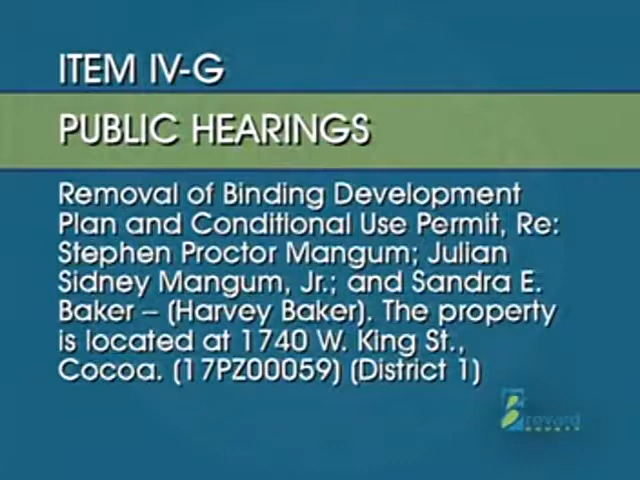 ITEM IV-G
PUBLIC HEARINGS
Removal of Binding Development
Plan and Conditional Use Permit, Re:
Stephen Proctor Mangum; Julian
Sidney Mangum, Jr.; and Sandra E.
Baker – (Harvey Baker). The property
is located at 1740 W. King St.,
Cocoa. (17PZ00059) (District 1)
Brevard